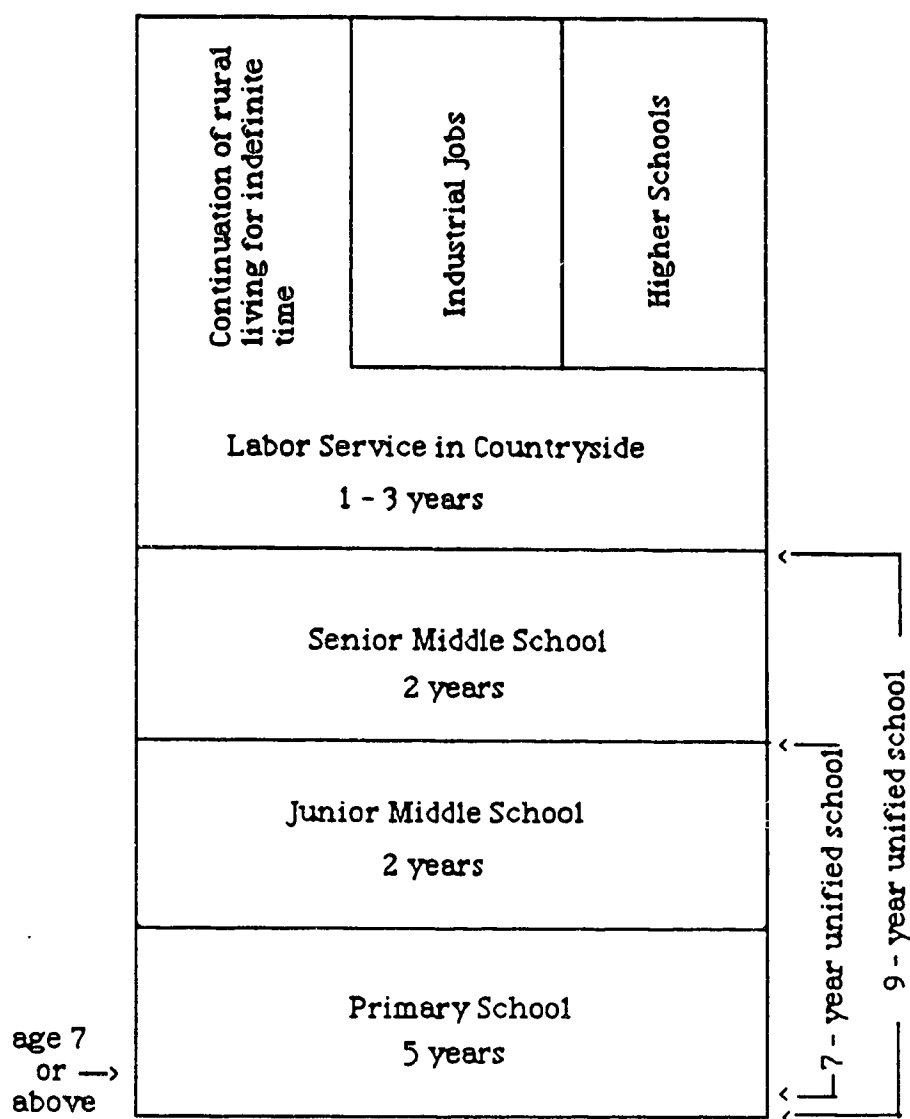 Continuation of rural
living for indefinite
time
Industrial Jobs
Higher Schools
Labor Service in Countryside
1 - 3 years
Senior Middle School
2 years
Junior Middle School
2 years
Primary School
5 years
age 7
or
above
7 - year unified school
9 - year unified school